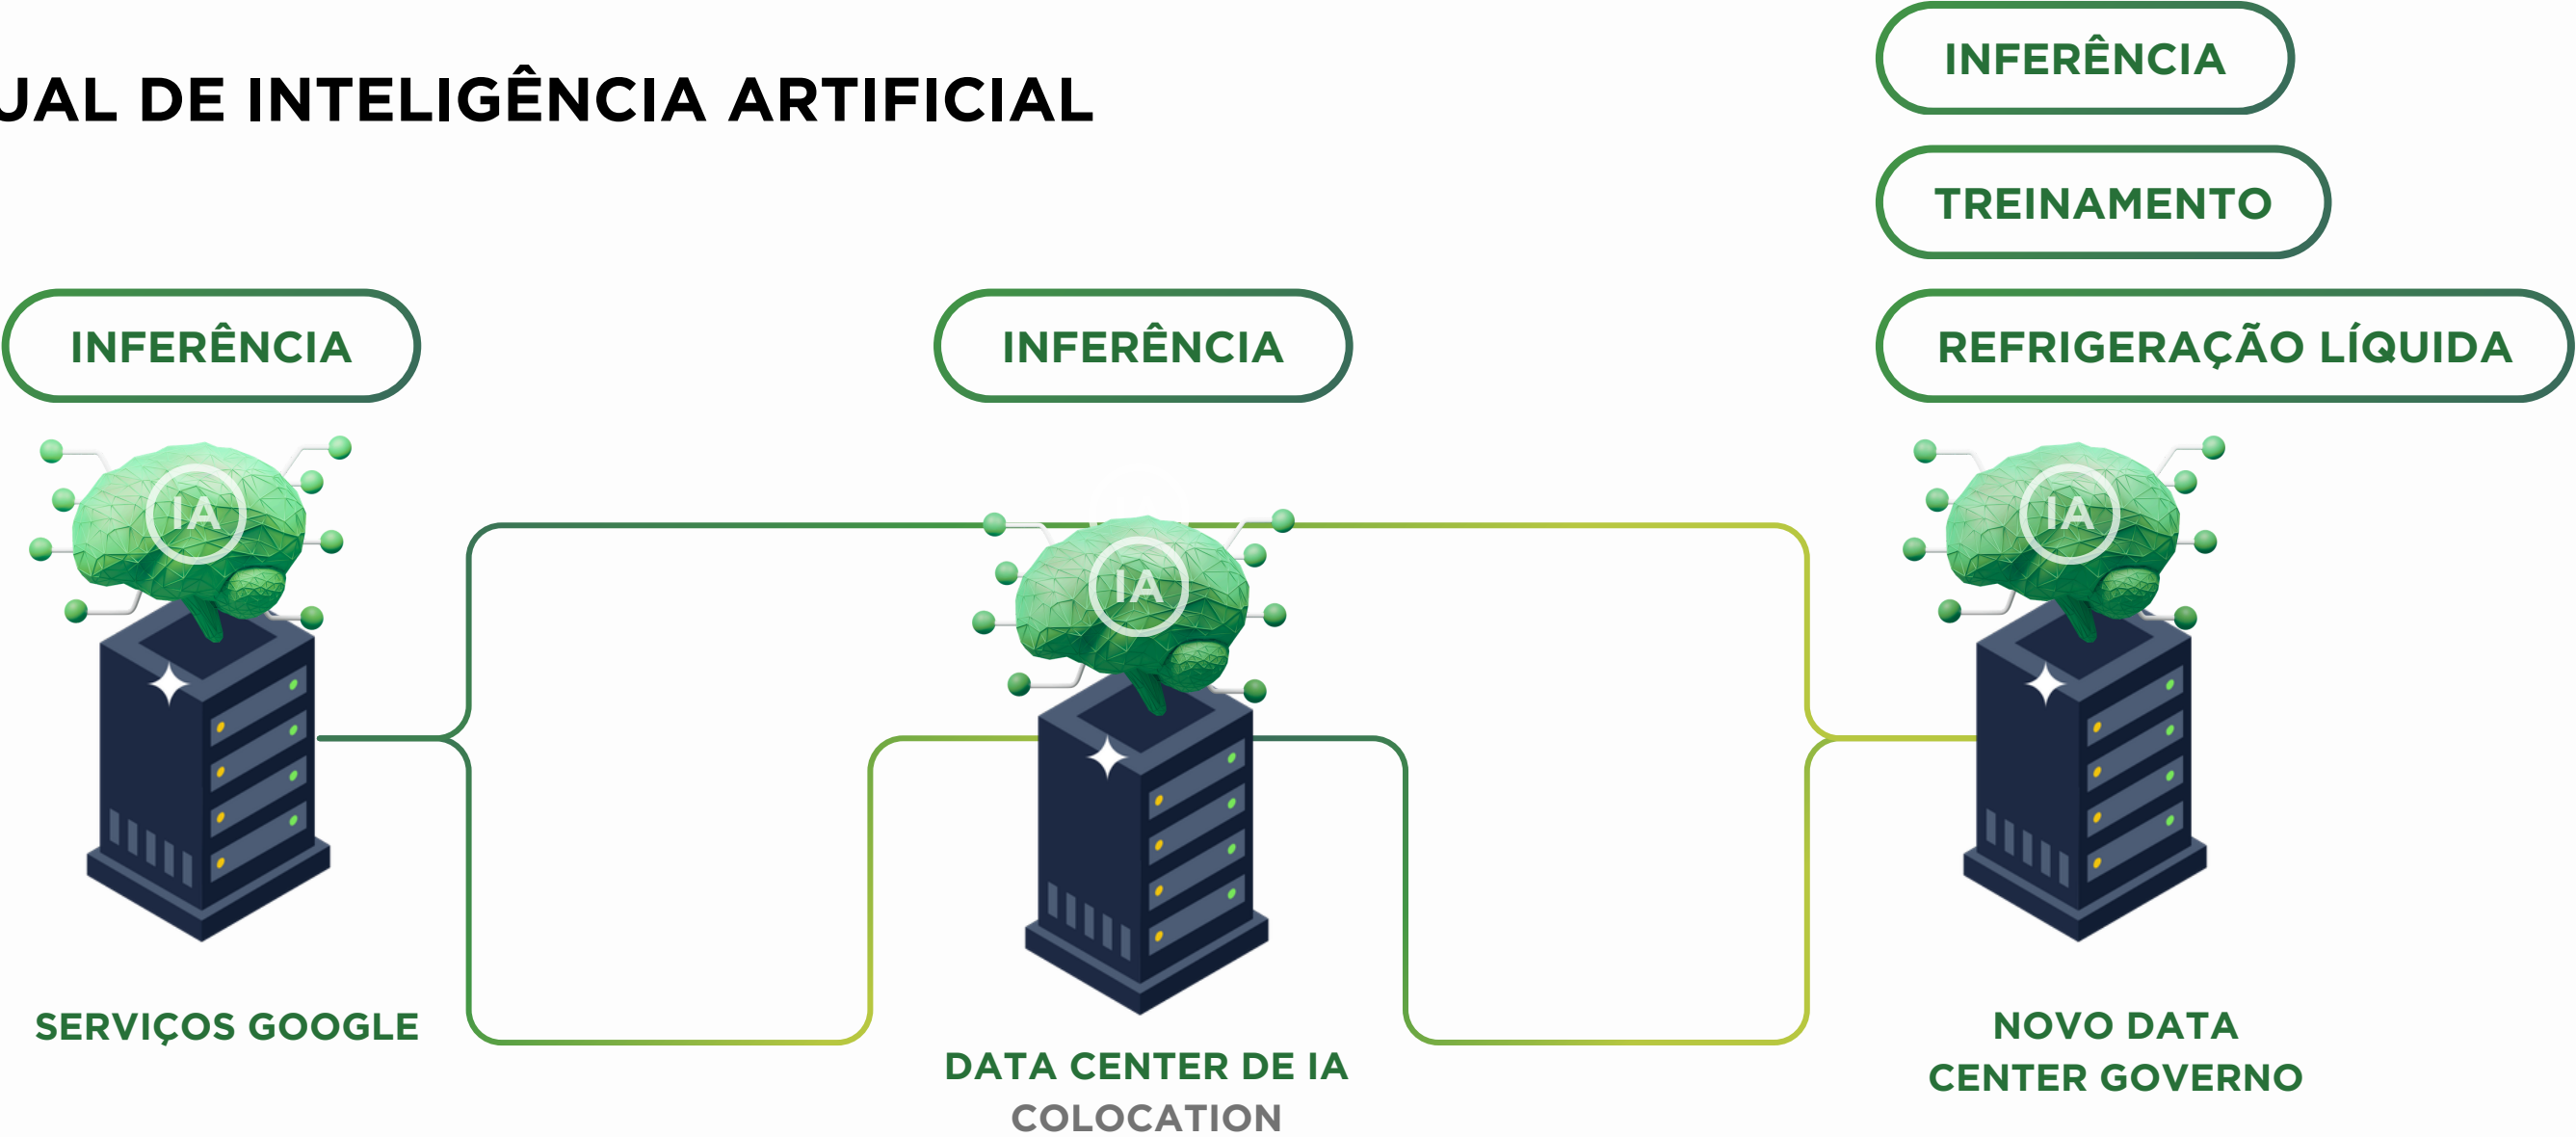 UAL DE INTELIGÊNCIA ARTIFICIAL
INFERÊNCIA
TREINAMENTO
INFERÊNCIA
INFERÊNCIA
REFRIGERAÇÃO LÍQUIDA
IA
IA
IA
SERVIÇOS GOOGLE
DATA CENTER DE IA
COLOCATION
NOVO DATA
CENTER GOVERNO